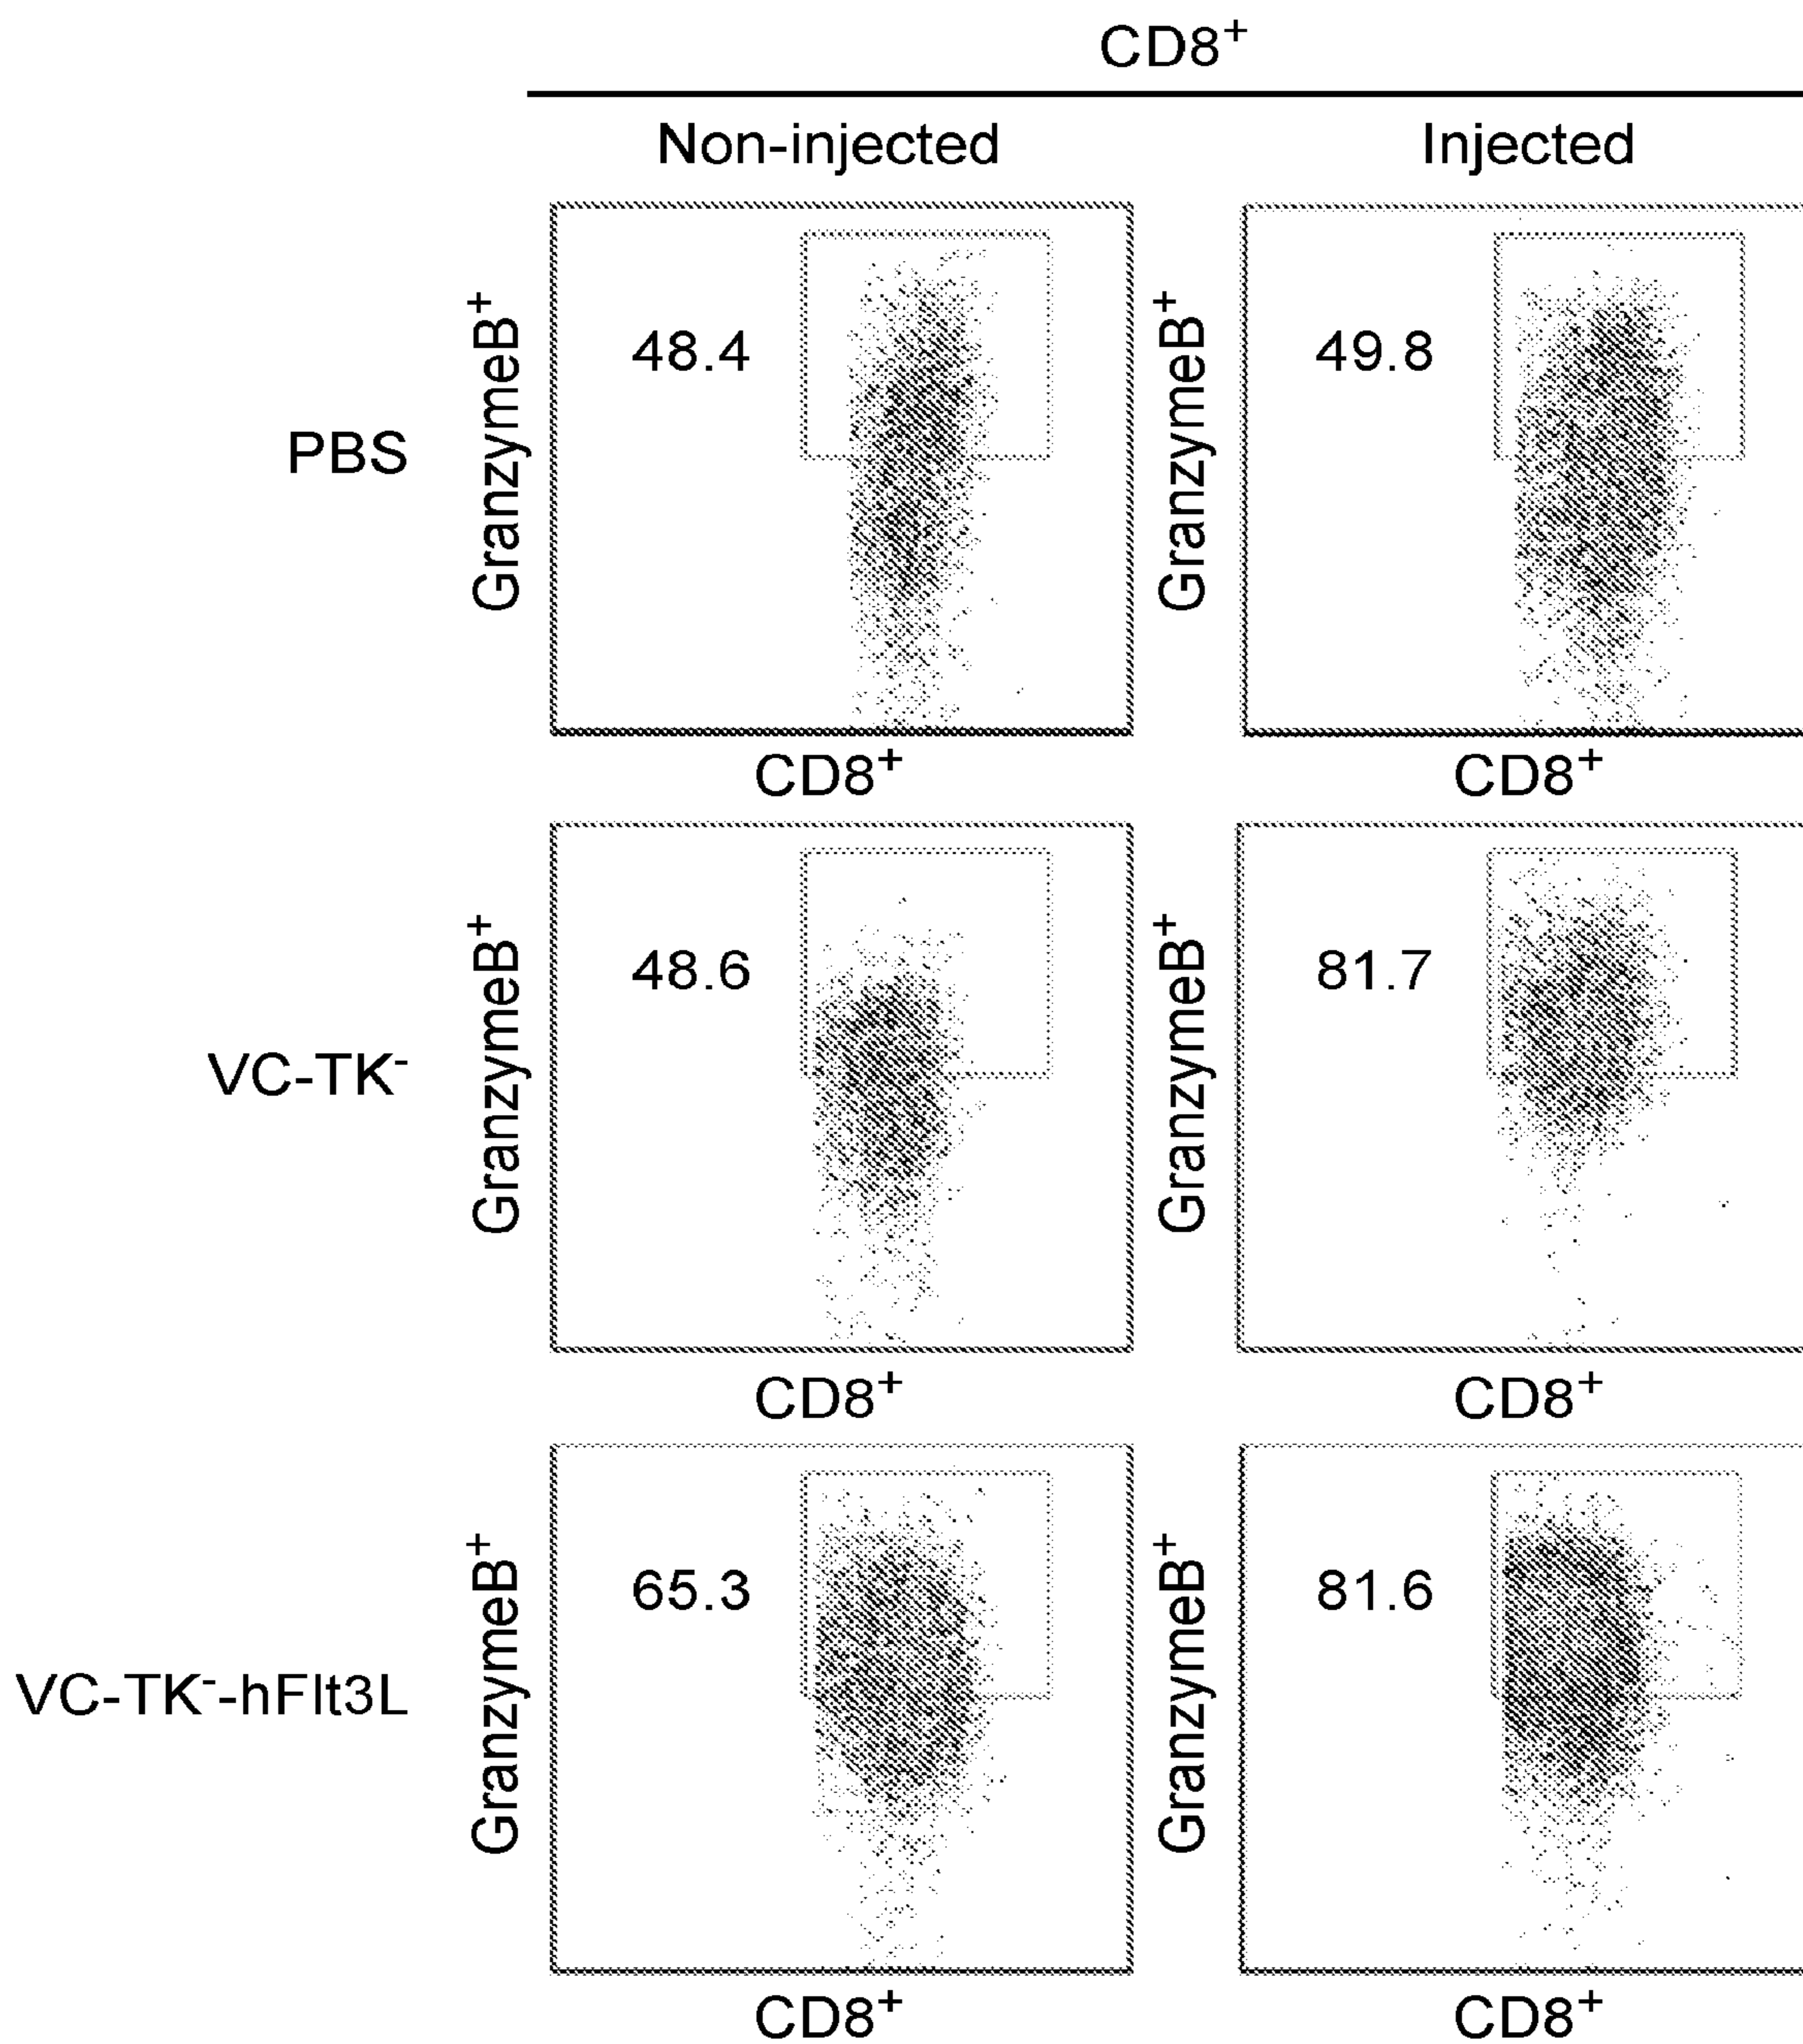 CD8⁺
Non-injected Injected
PBS
GranzymeB⁺
48.4
CD8⁺
GranzymeB⁺
49.8
CD8⁺
VC-TK⁻
GranzymeB⁺
48.6
CD8⁺
GranzymeB⁺
81.7
CD8⁺
VC-TK⁻-hFlt3L
GranzymeB⁺
65.3
CD8⁺
GranzymeB⁺
81.6
CD8⁺